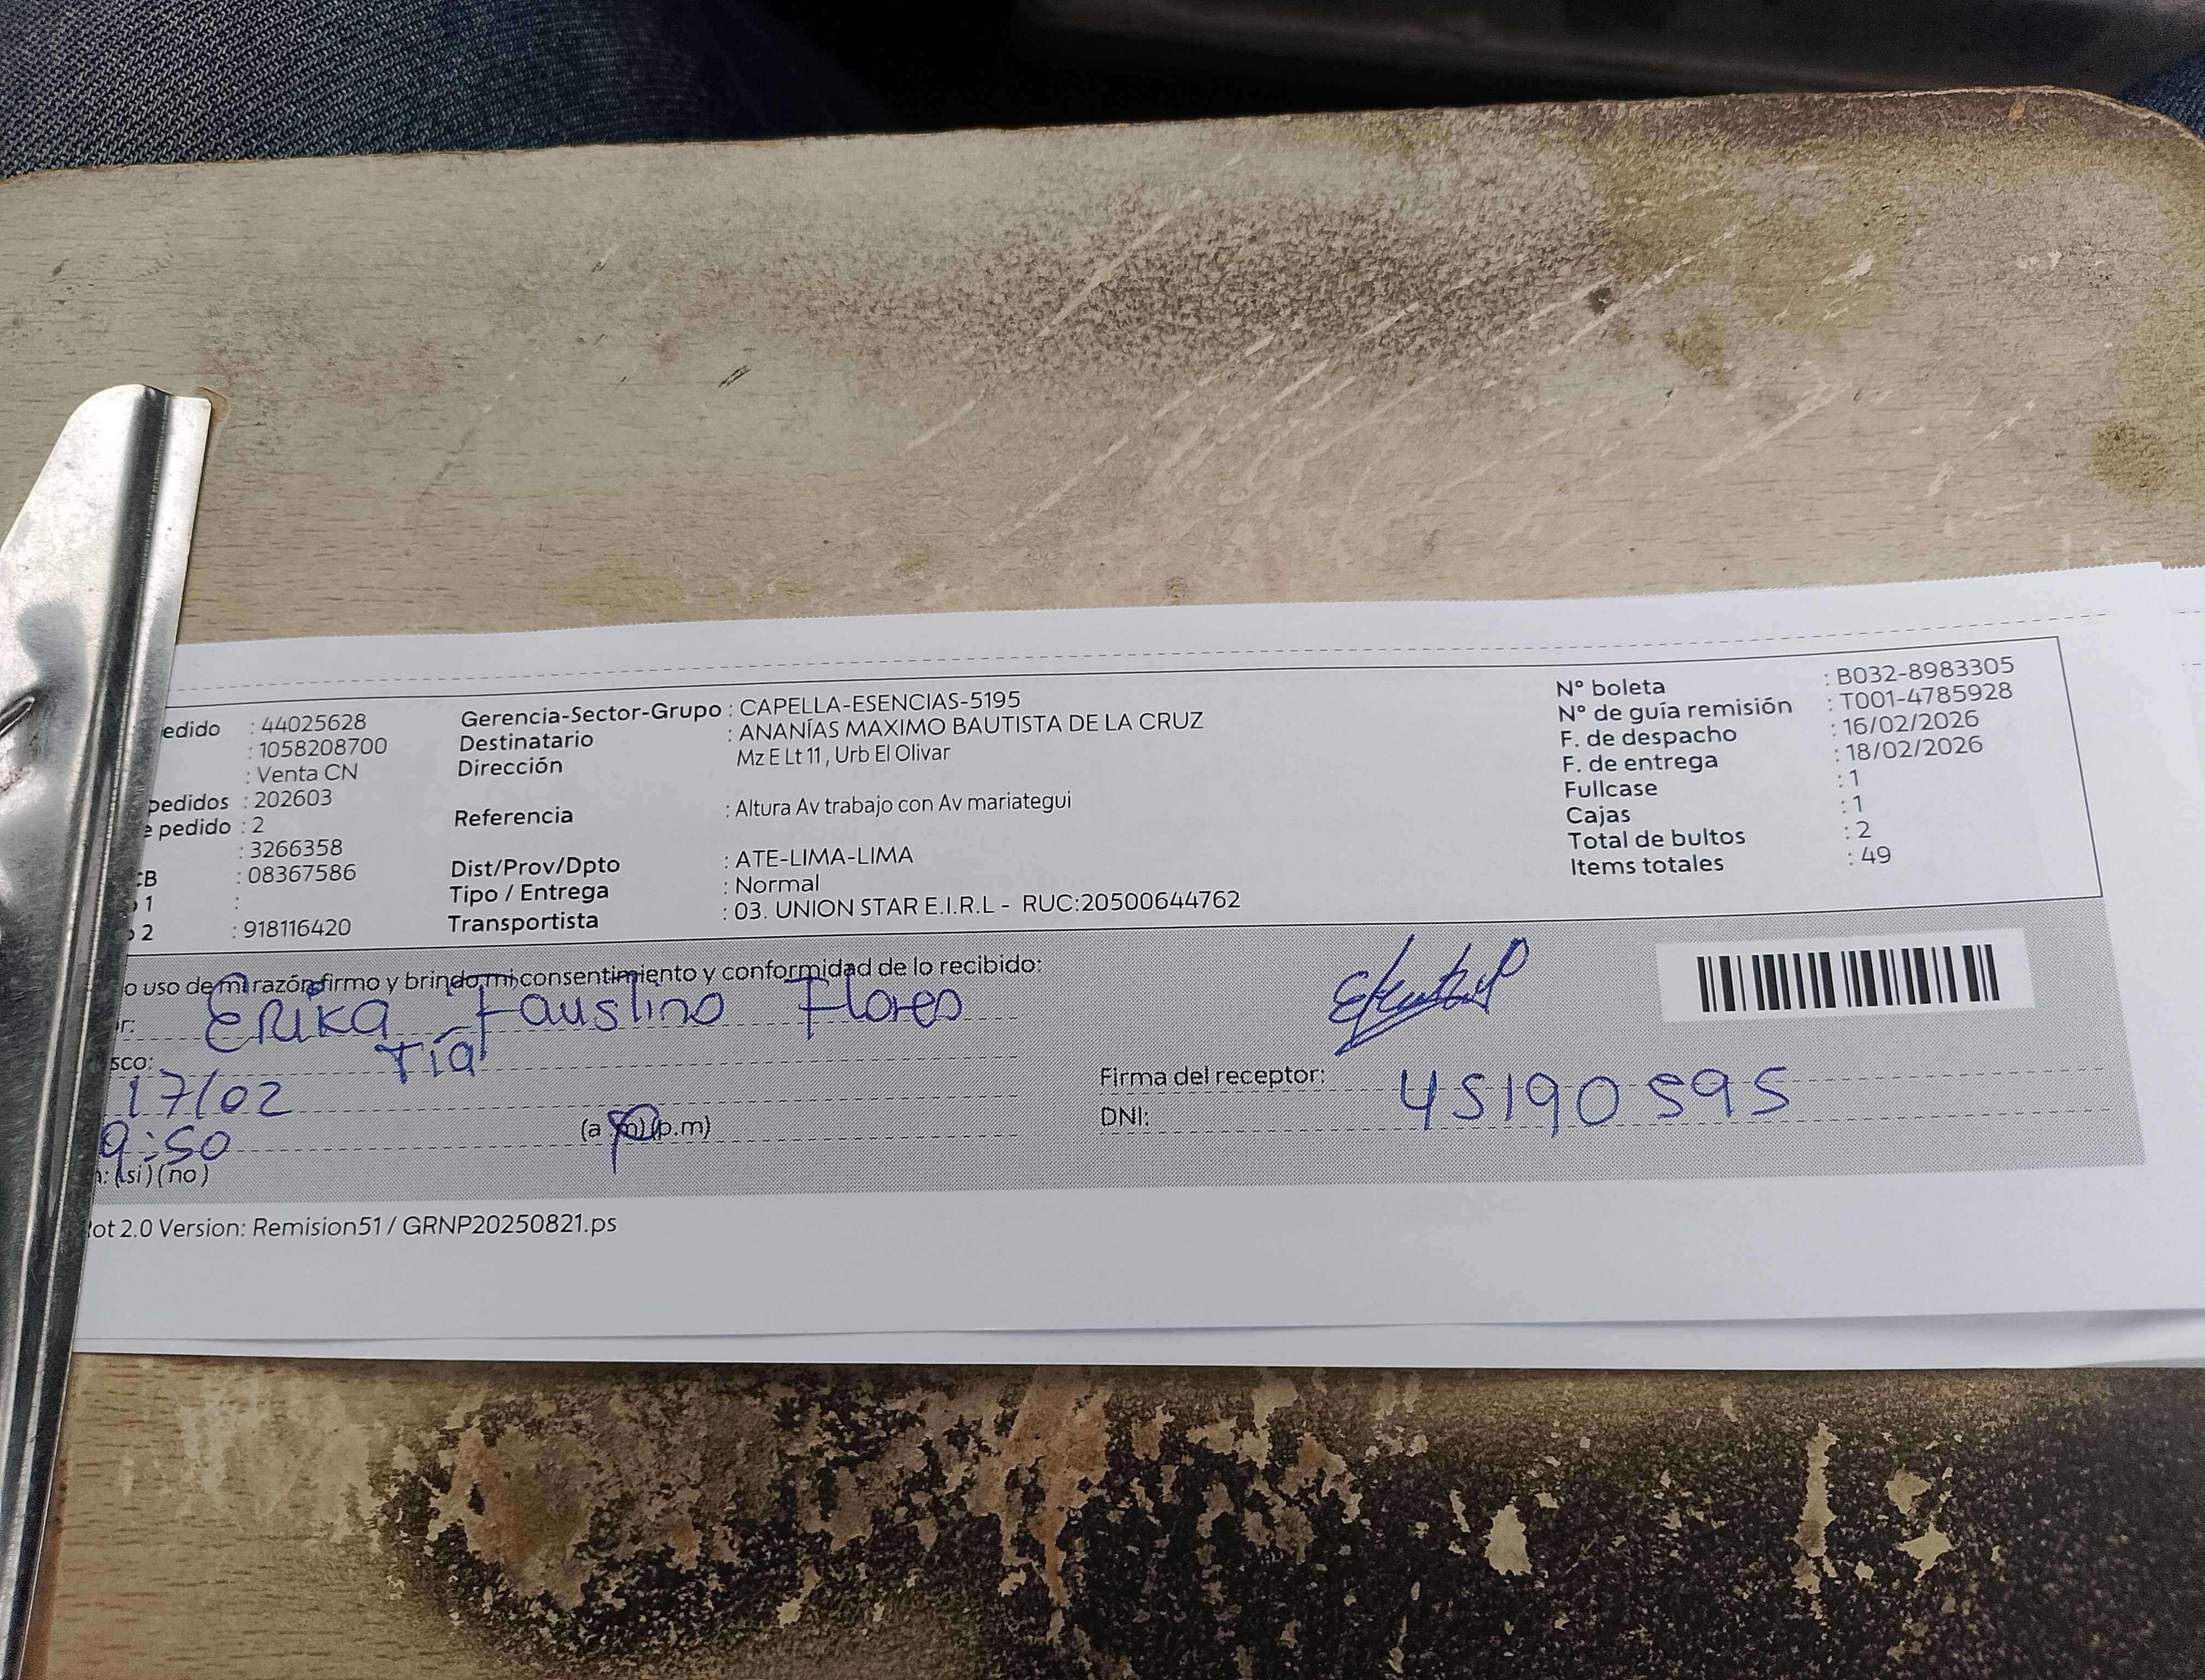 edido : 44025628
: 1058208700
: Venta CN
pedidos : 202603
e pedido : 2
: 3266358
CB : 08367586
o 1 :
o 2 : 918116420
Gerencia-Sector-Grupo : CAPELLA-ESENCIAS-5195
Destinatario : ANANÍAS MAXIMO BAUTISTA DE LA CRUZ
Dirección Mz E Lt 11 , Urb El Olivar
Referencia : Altura Av trabajo con Av mariategui
Dist/Prov/Dpto : ATE-LIMA-LIMA
Tipo / Entrega : Normal
Transportista : 03. UNION STAR E.I.R.L - RUC:20500644762
N° boleta : B032-8983305
N° de guía remisión : T001-4785928
F. de despacho : 16/02/2026
F. de entrega : 18/02/2026
Fullcase : 1
Cajas : 1
Total de bultos : 2
Items totales : 49
o uso de mi razón,firmo y brindo,mi,consentimiento y conformidad de lo recibido:
r: Erika Faustino Flores
sco: Tía
17/02
9:50 (a.m)(p.m)
n: (si) (no)
Firma del receptor:
DNI: 45190595
ot 2.0 Version: Remision51 / GRNP20250821.ps